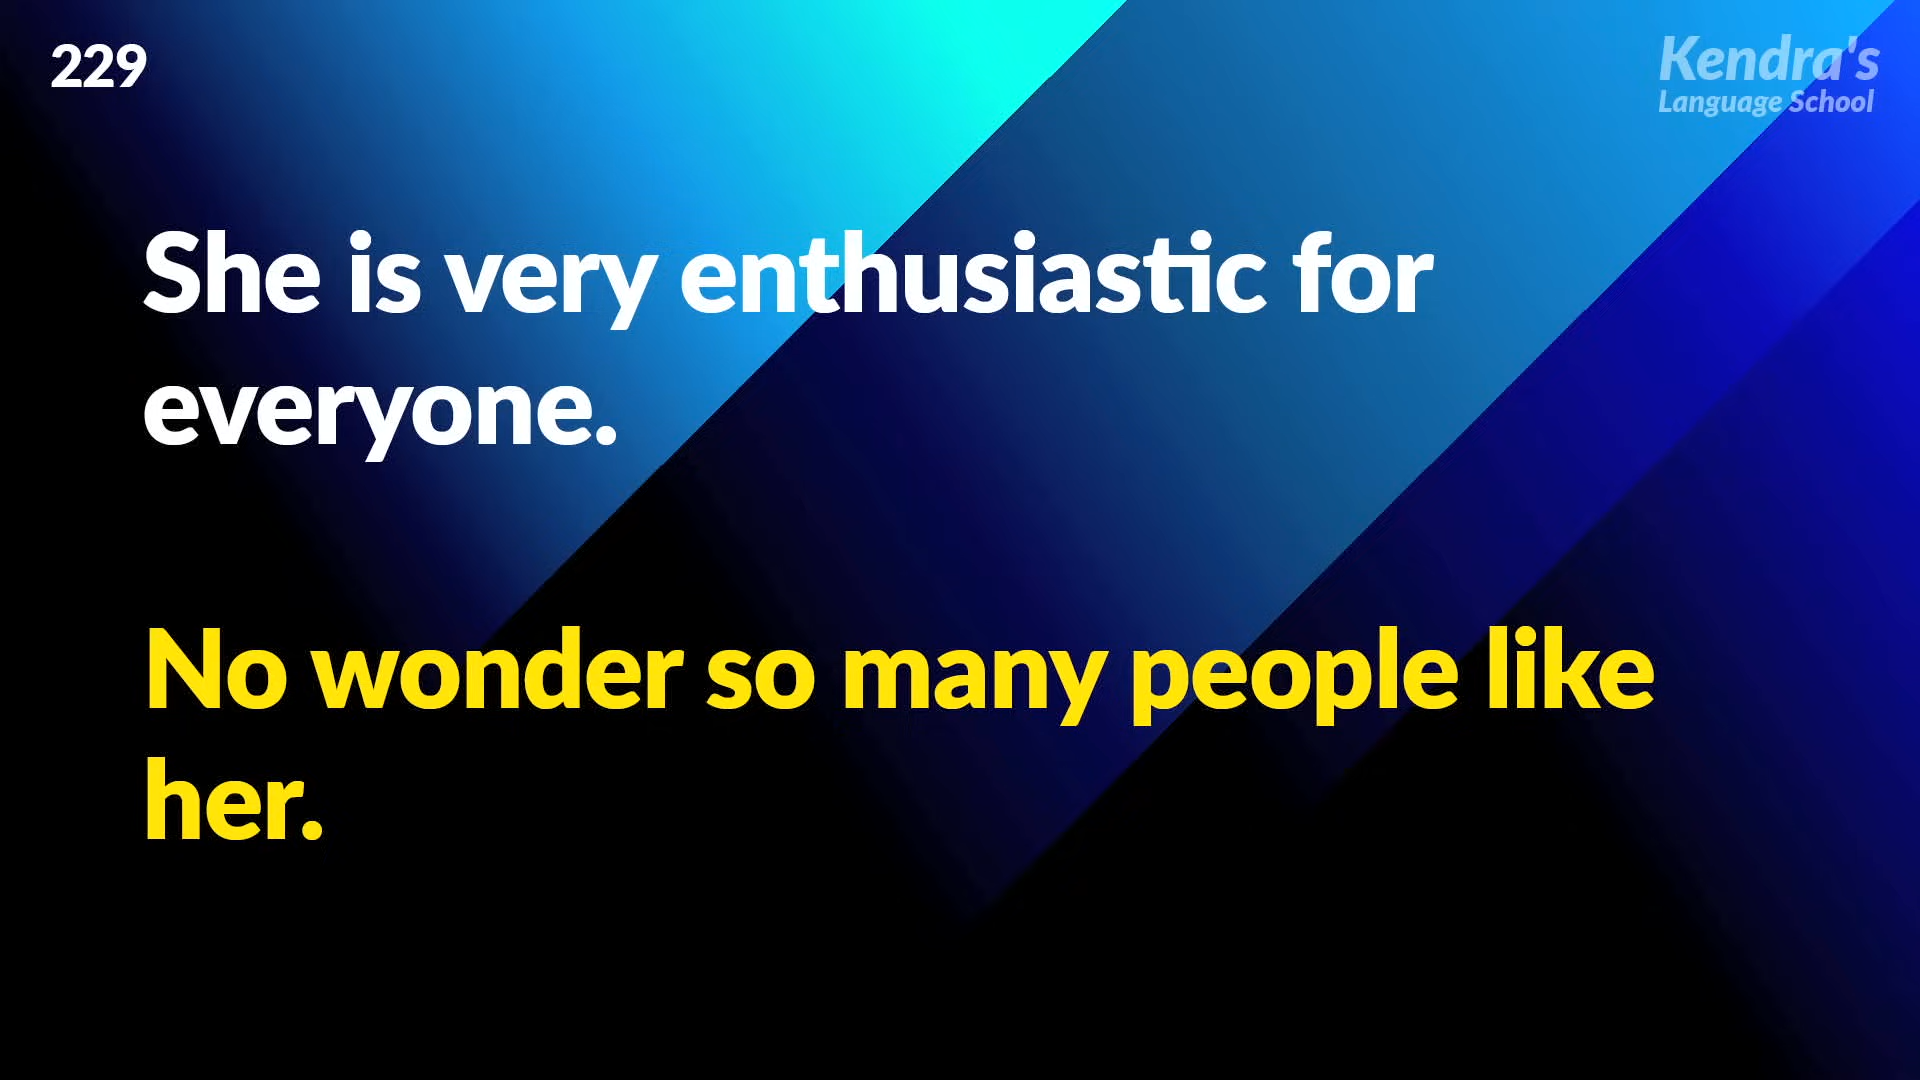 229
Kendra's
Language School
She is very enthusiastic for
everyone.
No wonder so many people like
her.